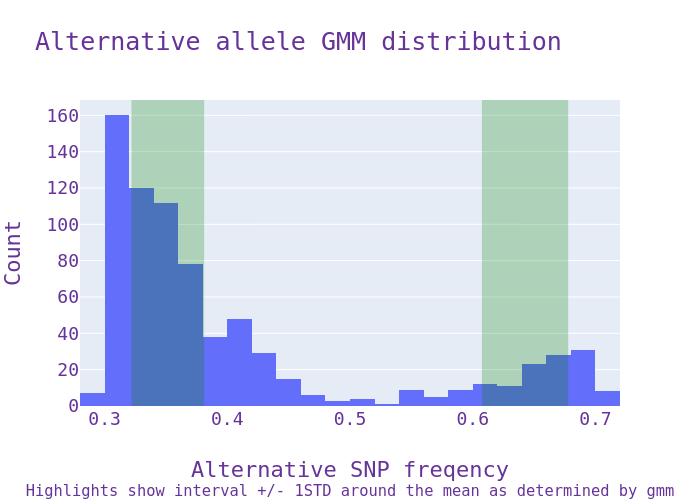 Alternative allele GMM distribution
160
140
120
100
80
60
40
20
0
Count
0.3 0.4 0.5 0.6 0.7
Alternative SNP freqency
Highlights show interval +/- 1STD around the mean as determined by gmm